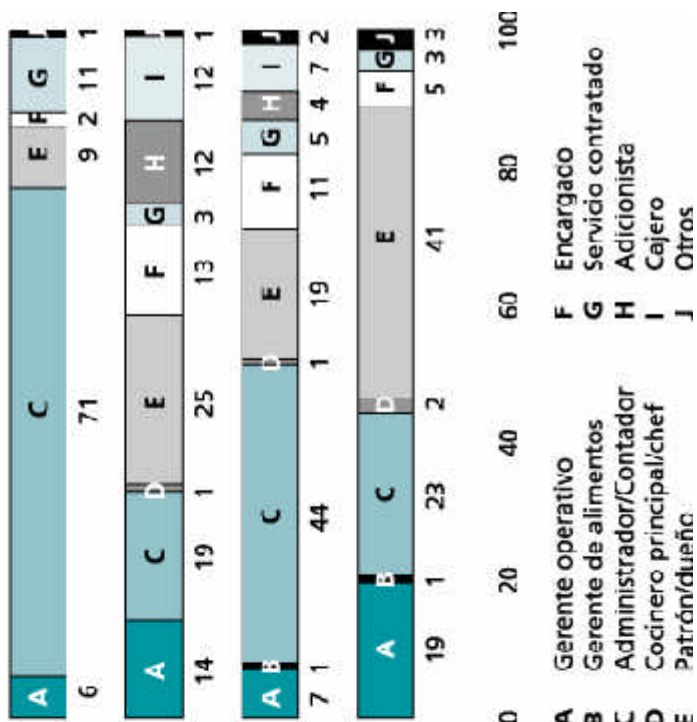 A C E F G J
6 71 9 2 11 1
A C D E F G H I J
14 19 1 25 13 3 12 12 1
A B C D E F G H I J
7 1 44 1 19 11 5 4 7 2
A B C D E F G J
19 1 23 2 41 5 3 3
0 20 40 60 80 100
A Gerente operativo
B Gerente de alimentos
C Administrador/Contador
D Cocinero principal/chef
E Patrón/dueño
F Encargado
G Servicio contratado
H Adicionista
I Cajero
J Otros